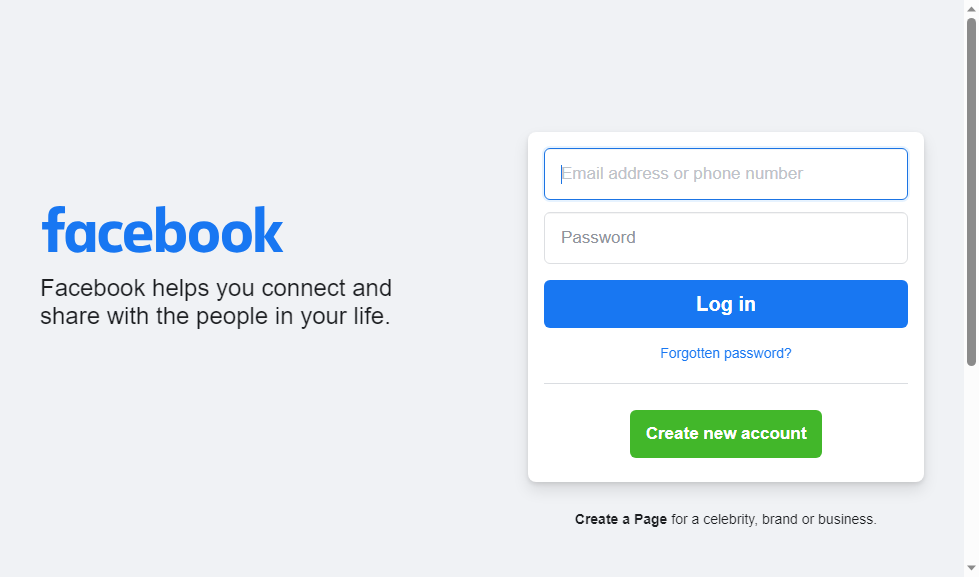 facebook
Facebook helps you connect and
share with the people in your life.
Email address or phone number
Password
Log in
Forgotten password?
Create new account
Create a Page for a celebrity, brand or business.